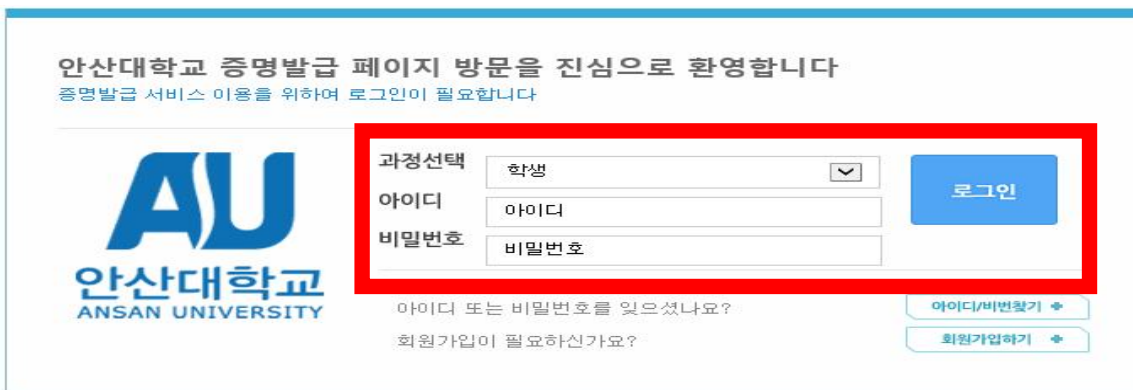 안산대학교 증명발급 페이지 방문을 진심으로 환영합니다
증명발급 서비스 이용을 위하여 로그인이 필요합니다
AU
안산대학교
ANSAN UNIVERSITY
과정선택 학생
아이디 아이디
비밀번호 비밀번호
로그인
아이디 또는 비밀번호를 잊으셨나요? 아이디/비번찾기
회원가입이 필요하신가요? 회원가입하기